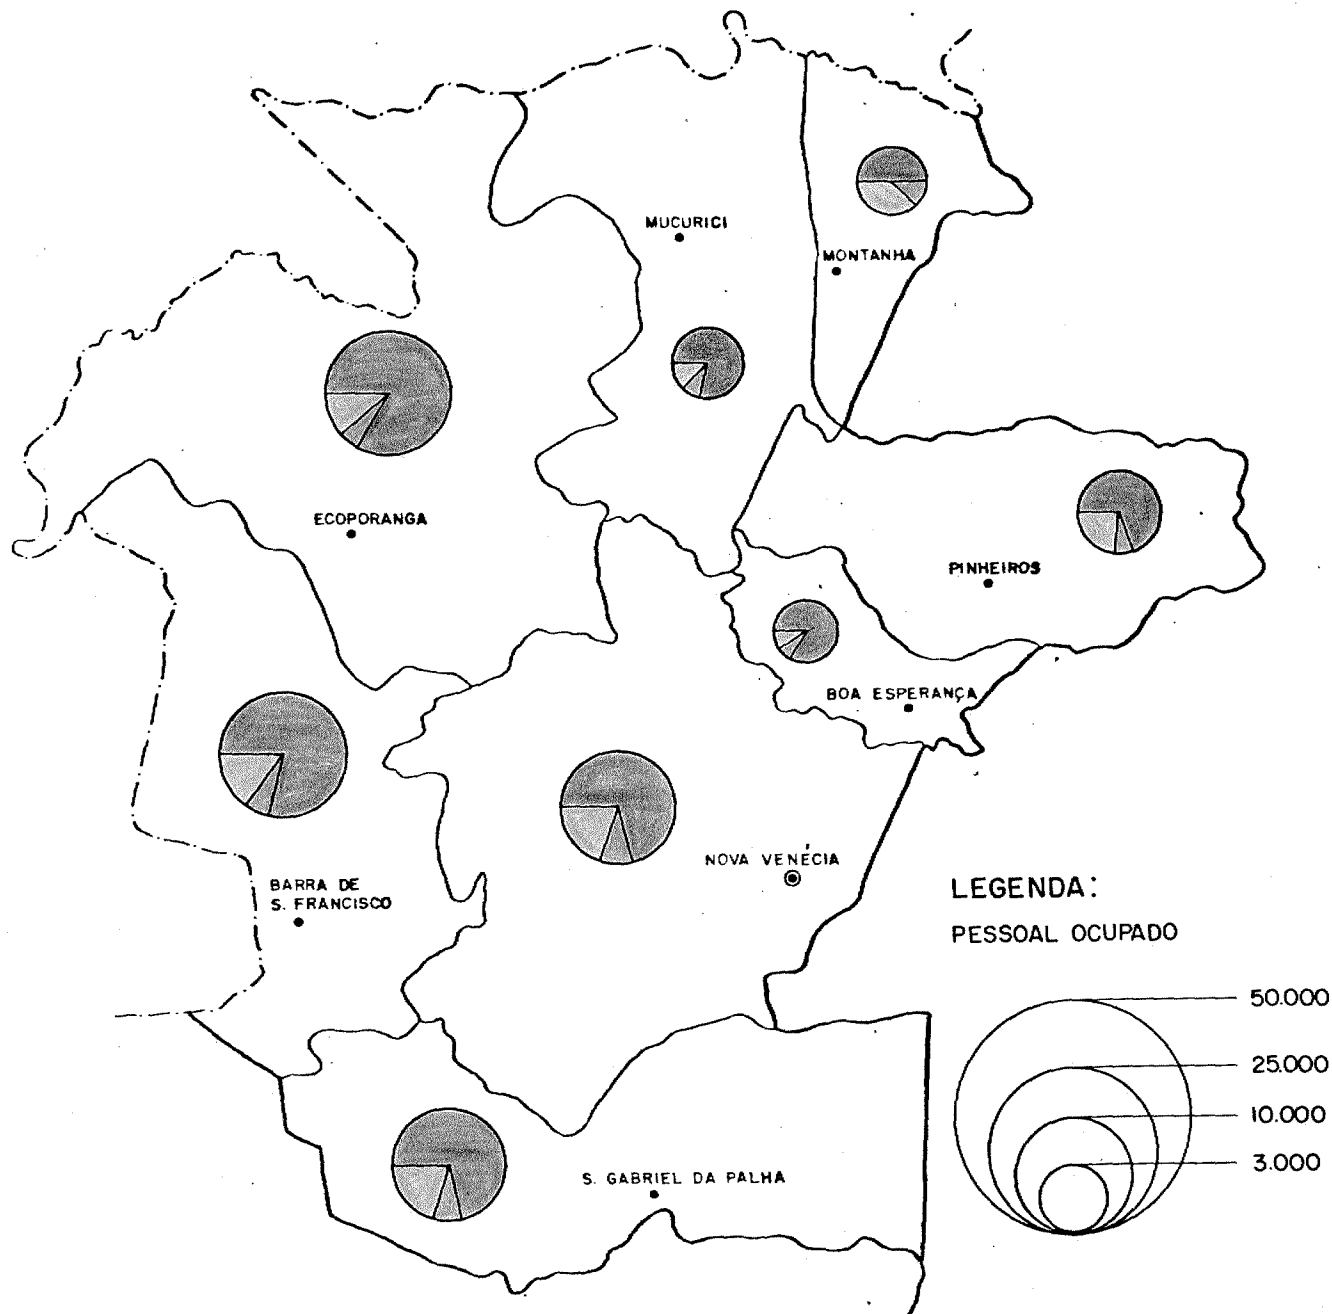 MUCURICI
MONTANHA
ECOPORANGA
PINHEIROS
BOA ESPERANÇA
NOVA VENÉCIA
BARRA DE
S. FRANCISCO
S. GABRIEL DA PALHA
LEGENDA:
PESSOAL OCUPADO
50.000
25.000
10.000
3.000